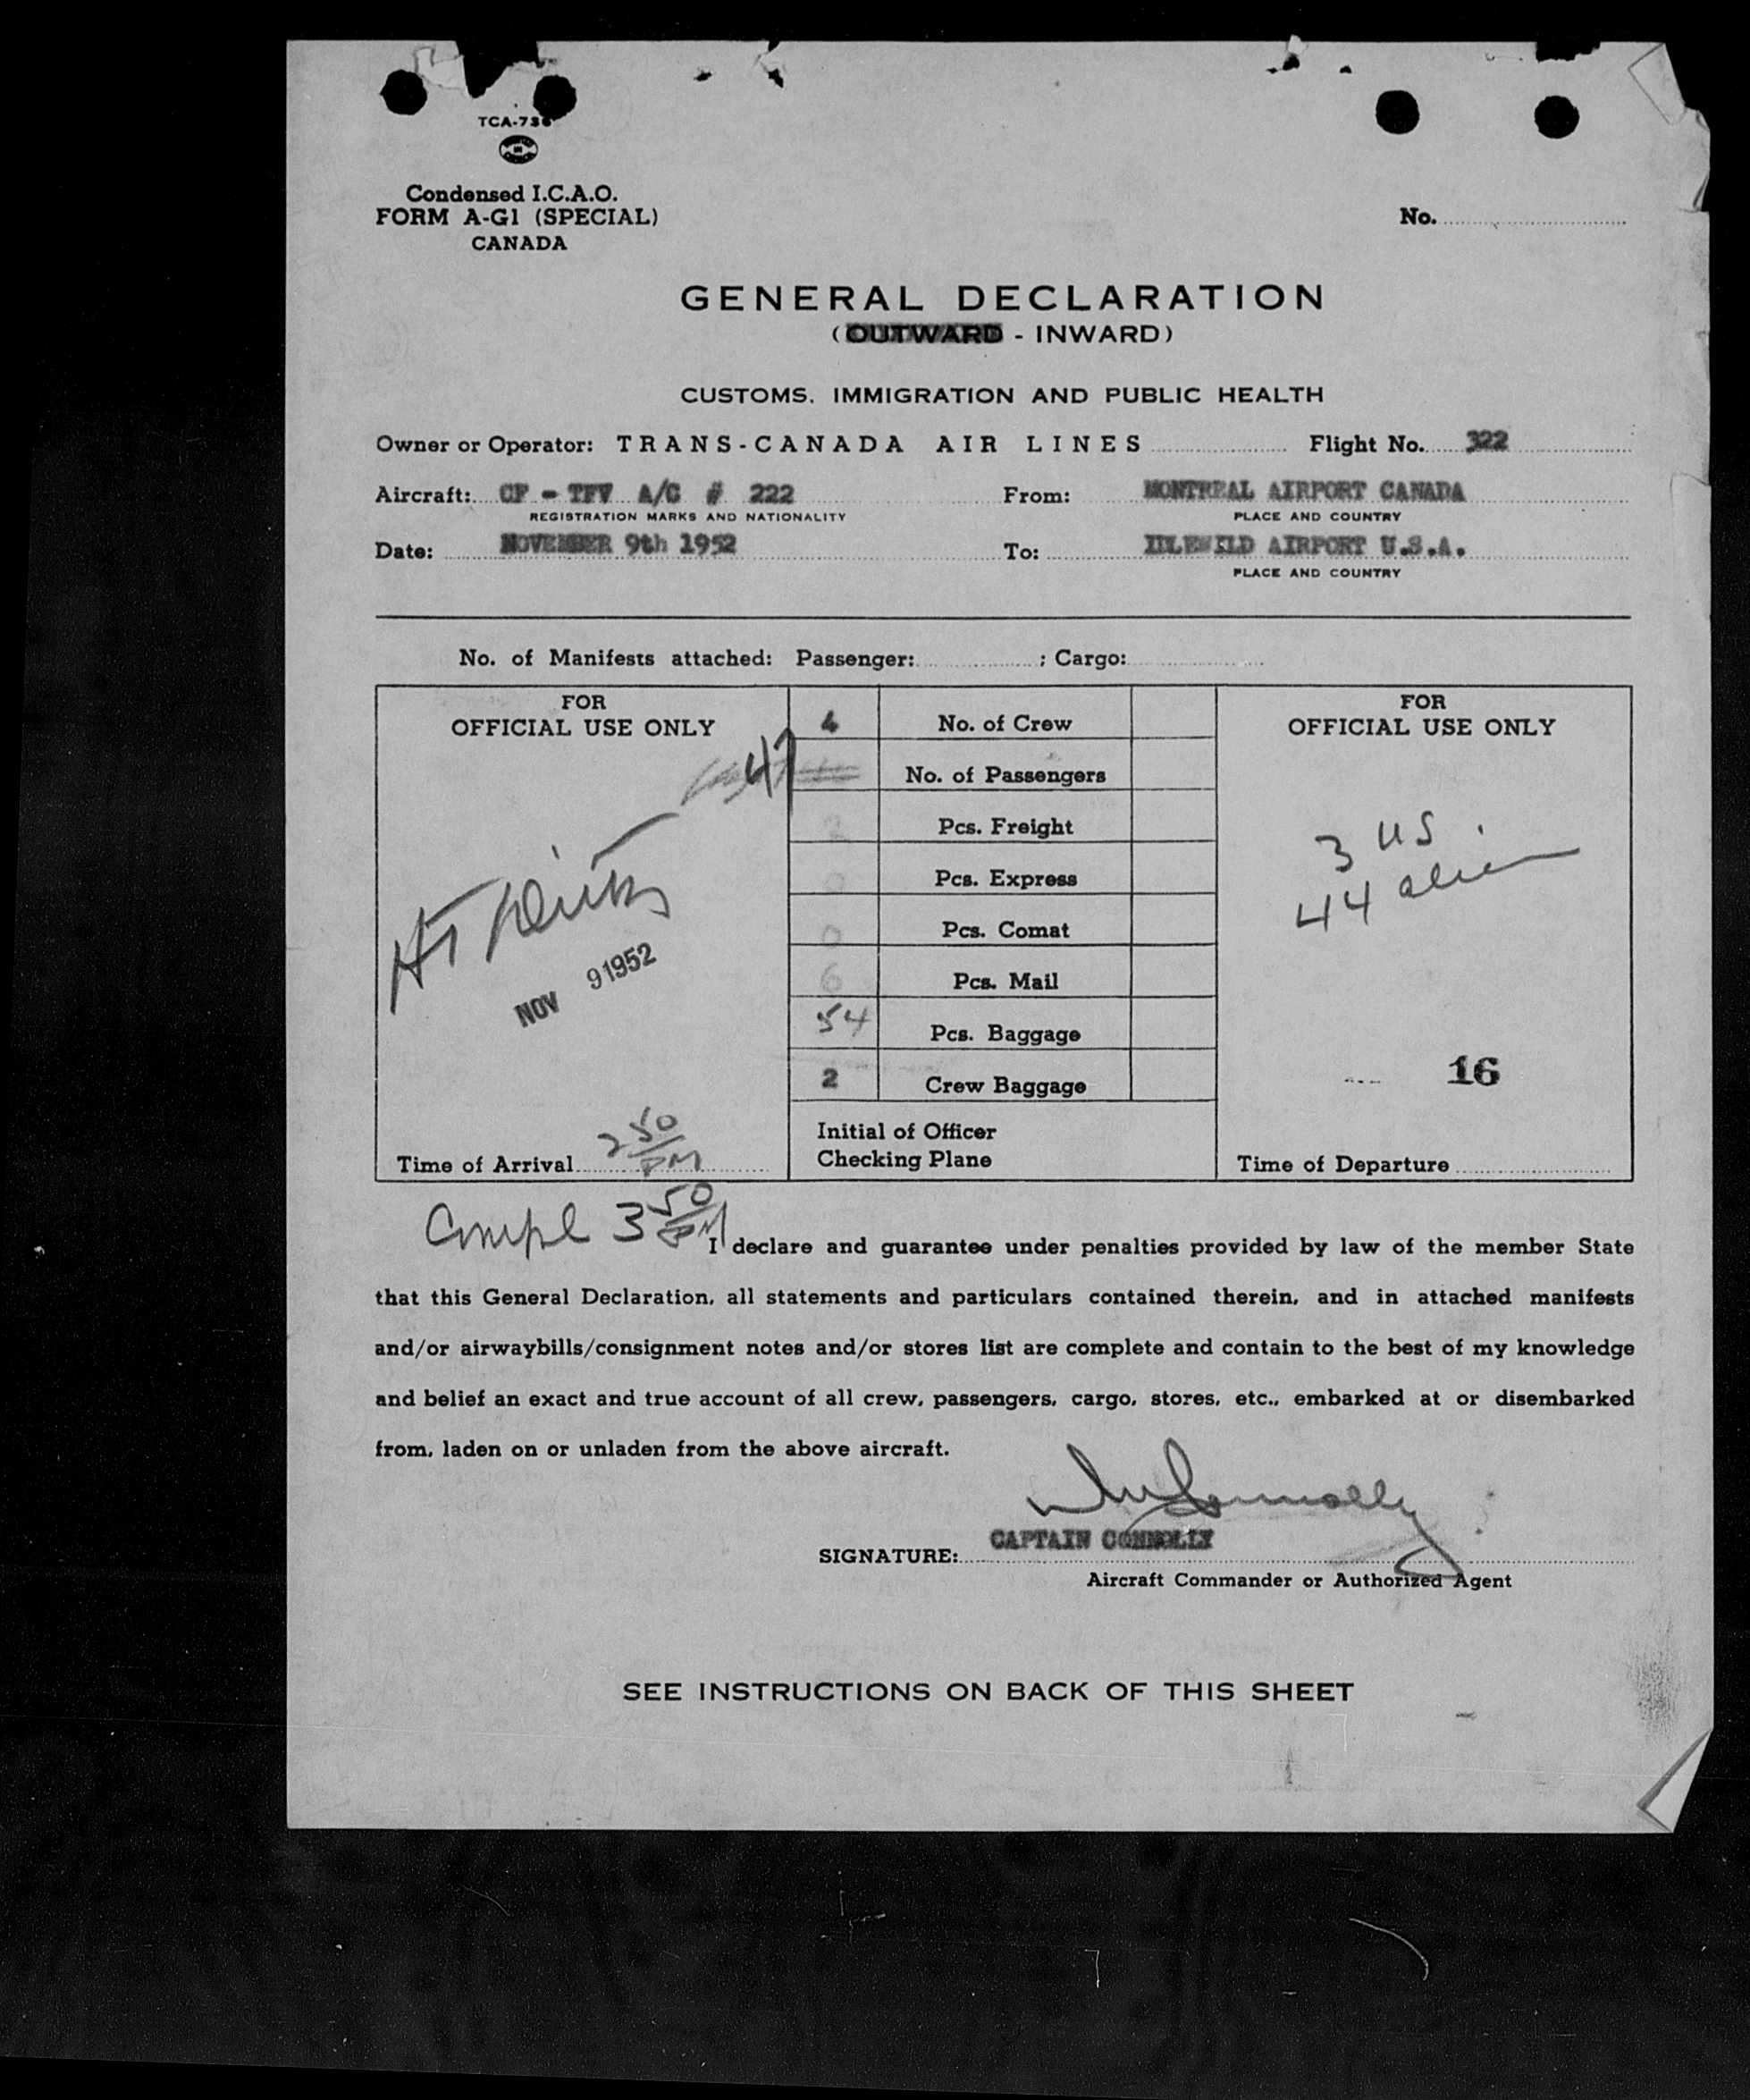 TCA-736
Condensed I.C.A.O.
FORM A-G1 (SPECIAL)
CANADA
No.
GENERAL DECLARATION
(OUTWARD - INWARD)
CUSTOMS, IMMIGRATION AND PUBLIC HEALTH
Owner or Operator: TRANS-CANADA AIR LINES Flight No. 322
Aircraft: CF - TFV A/C # 222 From: MONTREAL AIRPORT CANADA
REGISTRATION MARKS AND NATIONALITY PLACE AND COUNTRY
Date: NOVEMBER 9th 1952 To: IDLEWILD AIRPORT U.S.A.
PLACE AND COUNTRY
No. of Manifests attached: Passenger: ; Cargo:
FOR
OFFICIAL USE ONLY
NOV 9 1952
Time of Arrival 2 50 PM
4 No. of Crew
47 No. of Passengers
2 Pcs. Freight
0 Pcs. Express
0 Pcs. Comat
6 Pcs. Mail
54 Pcs. Baggage
2 Crew Baggage
Initial of Officer
Checking Plane
FOR
OFFICIAL USE ONLY
3 US
44 alien
16
Time of Departure
Compl 3 50 PM
I declare and guarantee under penalties provided by law of the member State
that this General Declaration, all statements and particulars contained therein, and in attached manifests
and/or airwaybills/consignment notes and/or stores list are complete and contain to the best of my knowledge
and belief an exact and true account of all crew, passengers, cargo, stores, etc., embarked at or disembarked
from, laden on or unladen from the above aircraft.
SIGNATURE: CAPTAIN CONNOLLY
Aircraft Commander or Authorized Agent
SEE INSTRUCTIONS ON BACK OF THIS SHEET